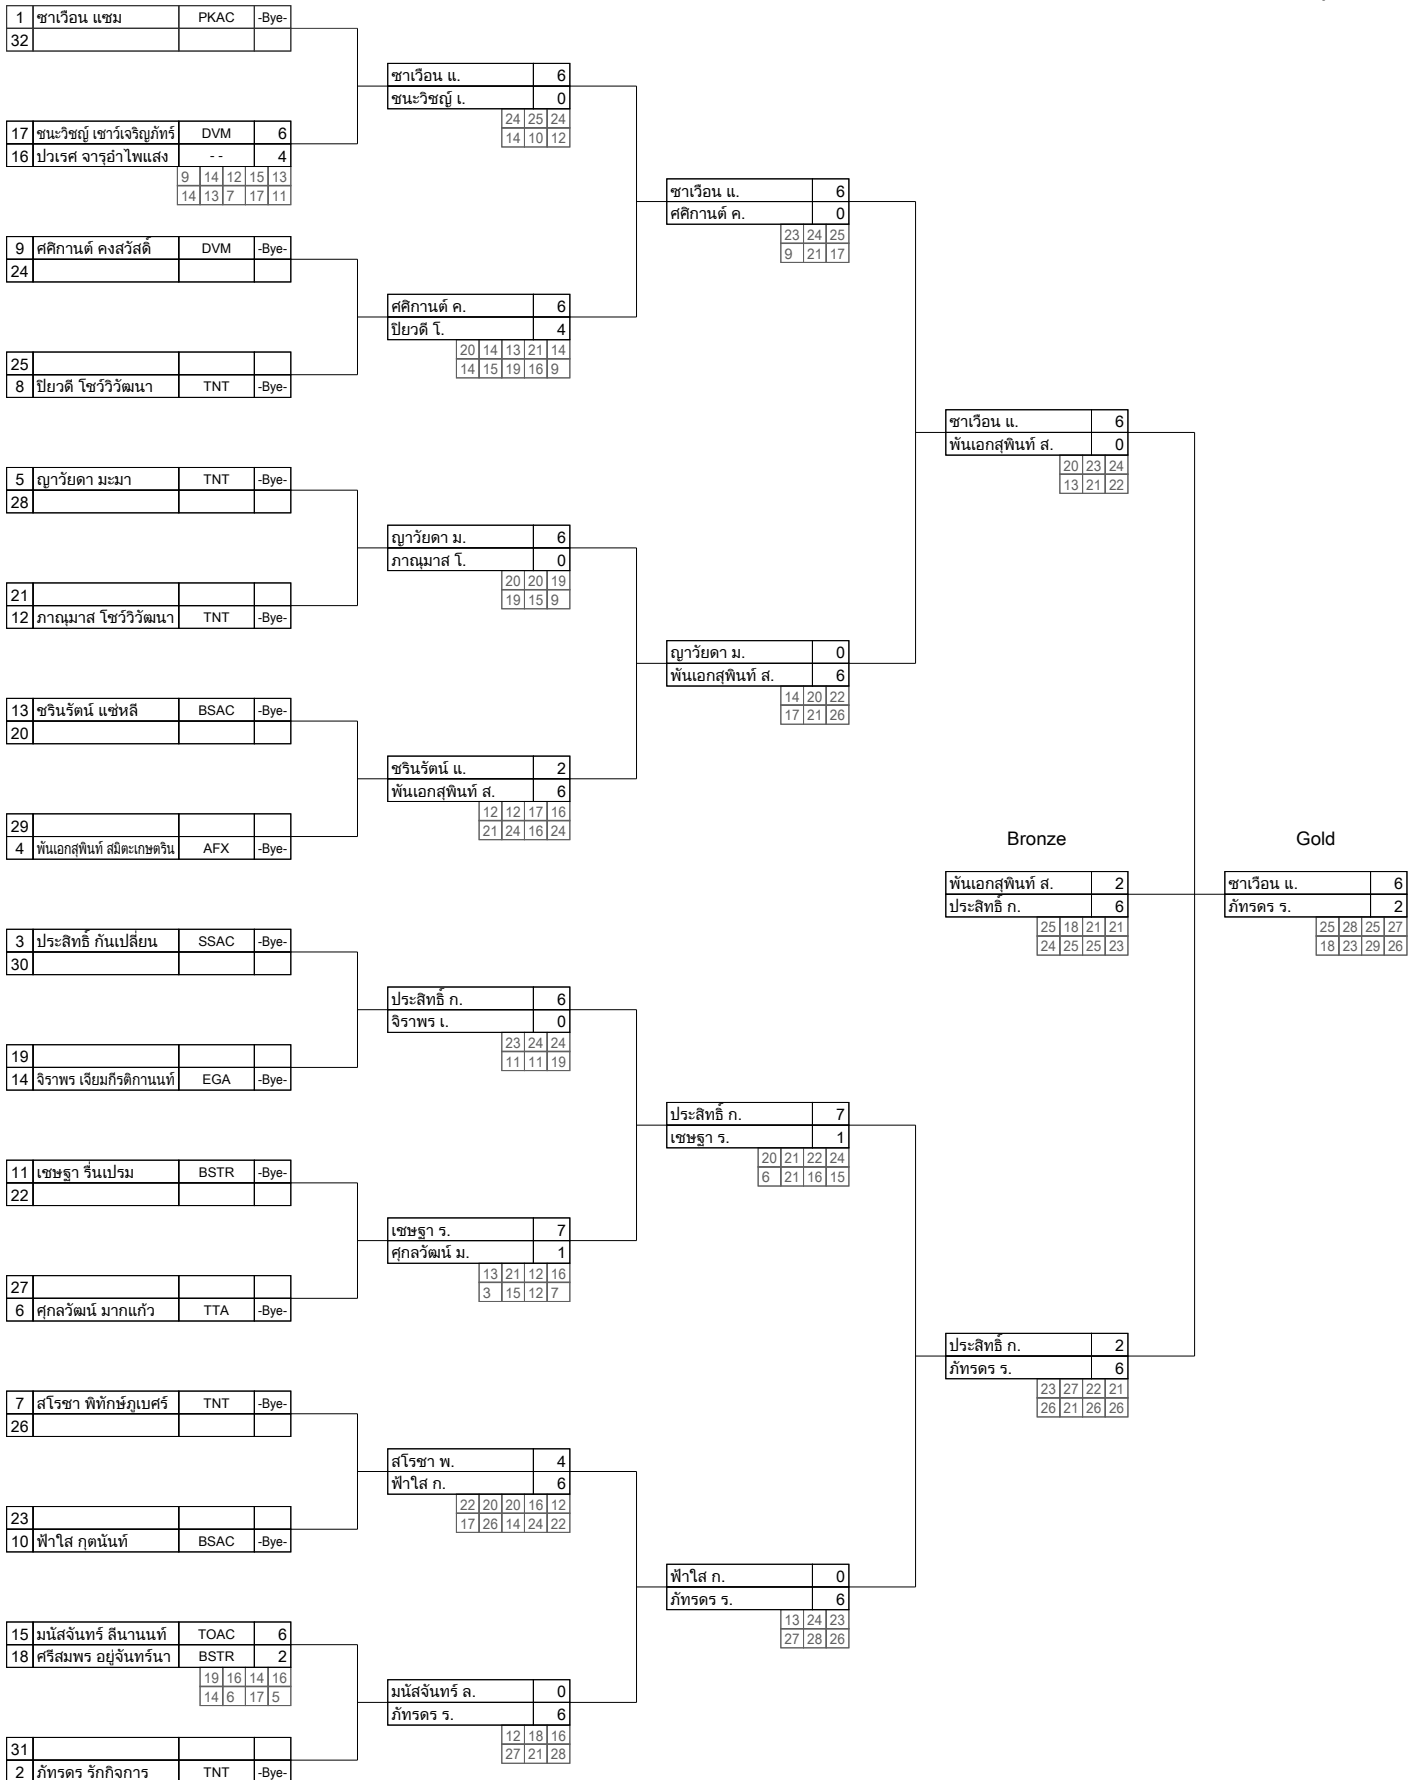 1 ซาเวือน แซม PKAC -Bye-
32
ซาเวือน แ. 6
ชนะวิชญ์ เ. 0
24 25 24
14 10 12
17 ชนะวิชญ์ เชาว์เจริญภัทร์ DVM 6
16 ปวเรศ จารุอำไพแสง - - 4
9 14 12 15 13
14 13 7 17 11
ซาเวือน แ. 6
ศศิกานต์ ค. 0
23 24 25
9 21 17
9 ศศิกานต์ คงสวัสดิ์ DVM -Bye-
24
ศศิกานต์ ค. 6
ปิยวดี โ. 4
20 14 13 21 14
14 15 19 16 9
25
8 ปิยวดี โชว์วิวัฒนา TNT -Bye-
ซาเวือน แ. 6
พันเอกสุพินท์ ส. 0
20 23 24
13 21 22
5 ญาวัยดา มะมา TNT -Bye-
28
ญาวัยดา ม. 6
ภาณุมาส โ. 0
20 20 19
19 15 9
21
12 ภาณุมาส โชว์วิวัฒนา TNT -Bye-
ญาวัยดา ม. 0
พันเอกสุพินท์ ส. 6
14 20 22
17 21 26
13 ชรินรัตน์ แซ่หลี BSAC -Bye-
20
ชรินรัตน์ แ. 2
พันเอกสุพินท์ ส. 6
12 12 17 16
21 24 16 24
29
4 พันเอกสุพินท์ สมิตะเกษตริน AFX -Bye-
Bronze Gold
พันเอกสุพินท์ ส. 2
ประสิทธิ์ ก. 6
25 18 21 21
24 25 25 23
ซาเวือน แ. 6
ภัทรดร ร. 2
25 28 25 27
18 23 29 26
3 ประสิทธิ์ กันเปลี่ยน SSAC -Bye-
30
ประสิทธิ์ ก. 6
จิราพร เ. 0
23 24 24
11 11 19
19
14 จิราพร เจียมกีรติกานนท์ EGA -Bye-
ประสิทธิ์ ก. 7
เชษฐา ร. 1
20 21 22 24
6 21 16 15
11 เชษฐา รื่นเปรม BSTR -Bye-
22
เชษฐา ร. 7
ศุกลวัฒน์ ม. 1
13 21 12 16
3 15 12 7
27
6 ศุกลวัฒน์ มากแก้ว TTA -Bye-
ประสิทธิ์ ก. 2
ภัทรดร ร. 6
23 27 22 21
26 21 26 26
7 สโรชา พิทักษ์ภูเบศร์ TNT -Bye-
26
สโรชา พ. 4
ฟ้าใส ก. 6
22 20 20 16 12
17 26 14 24 22
23
10 ฟ้าใส กุตนันท์ BSAC -Bye-
ฟ้าใส ก. 0
ภัทรดร ร. 6
13 24 23
27 28 26
15 มนัสจันทร์ ลีนานนท์ TOAC 6
18 ศรีสมพร อยู่จันทร์นา BSTR 2
19 16 14 16
14 6 17 5
มนัสจันทร์ ล. 0
ภัทรดร ร. 6
12 18 16
27 21 28
31
2 ภัทรดร รักกิจการ TNT -Bye-